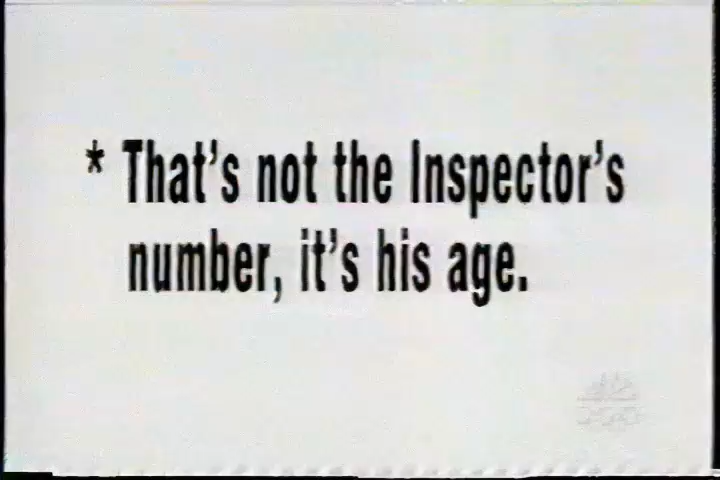 * That's not the Inspector's
number, it's his age.